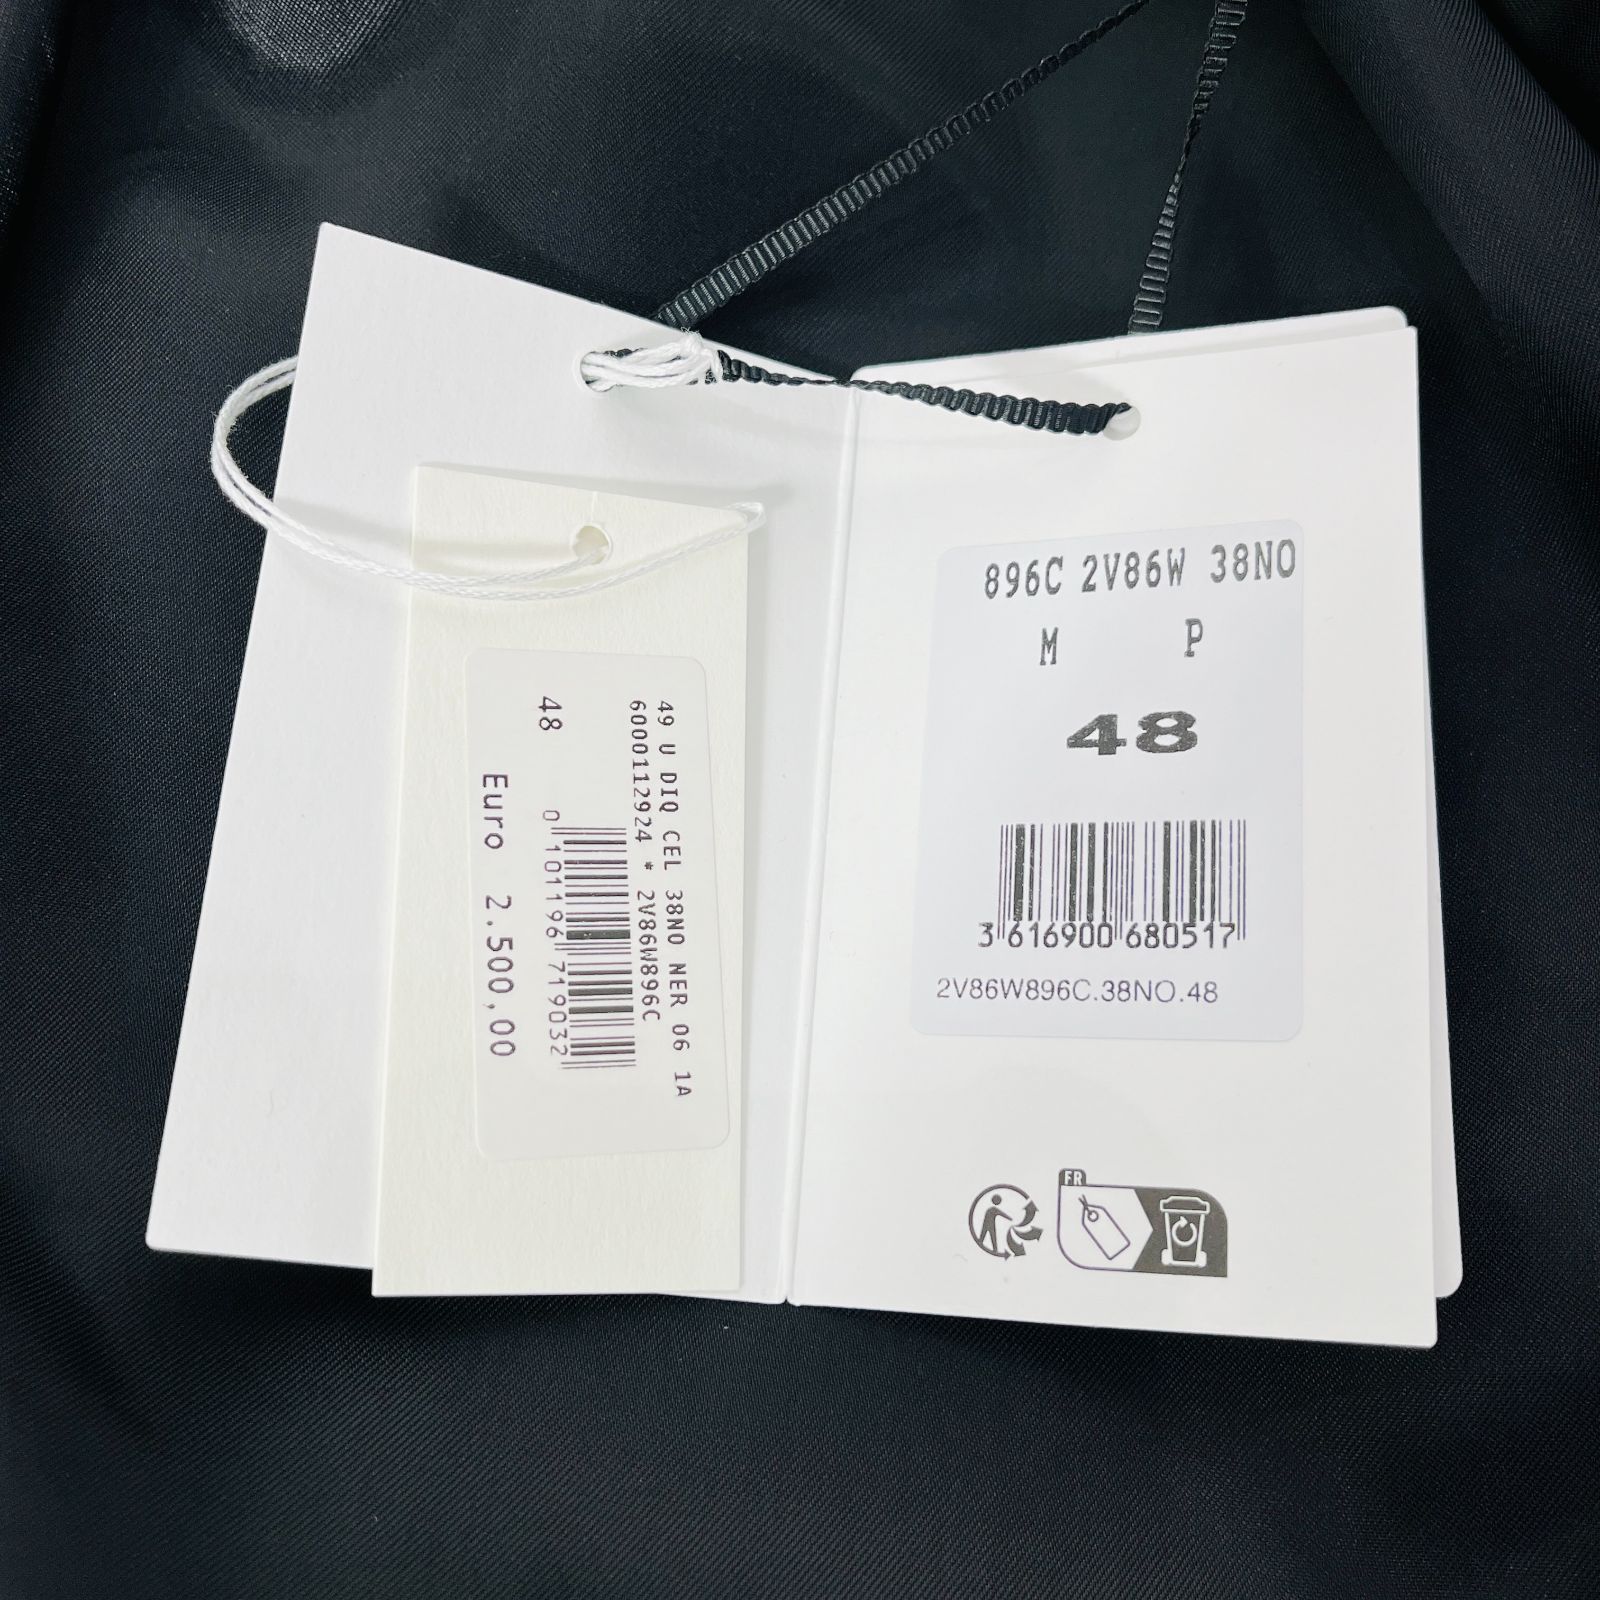 49 U DIQ CEL 38NO NER 06 1A
6000112924 * 2V86W896C
0 101196 719032
48
Euro 2.500,00
896C 2V86W 38NO
M P
48
3 616900 680517
2V86W896C.38NO.48
FR